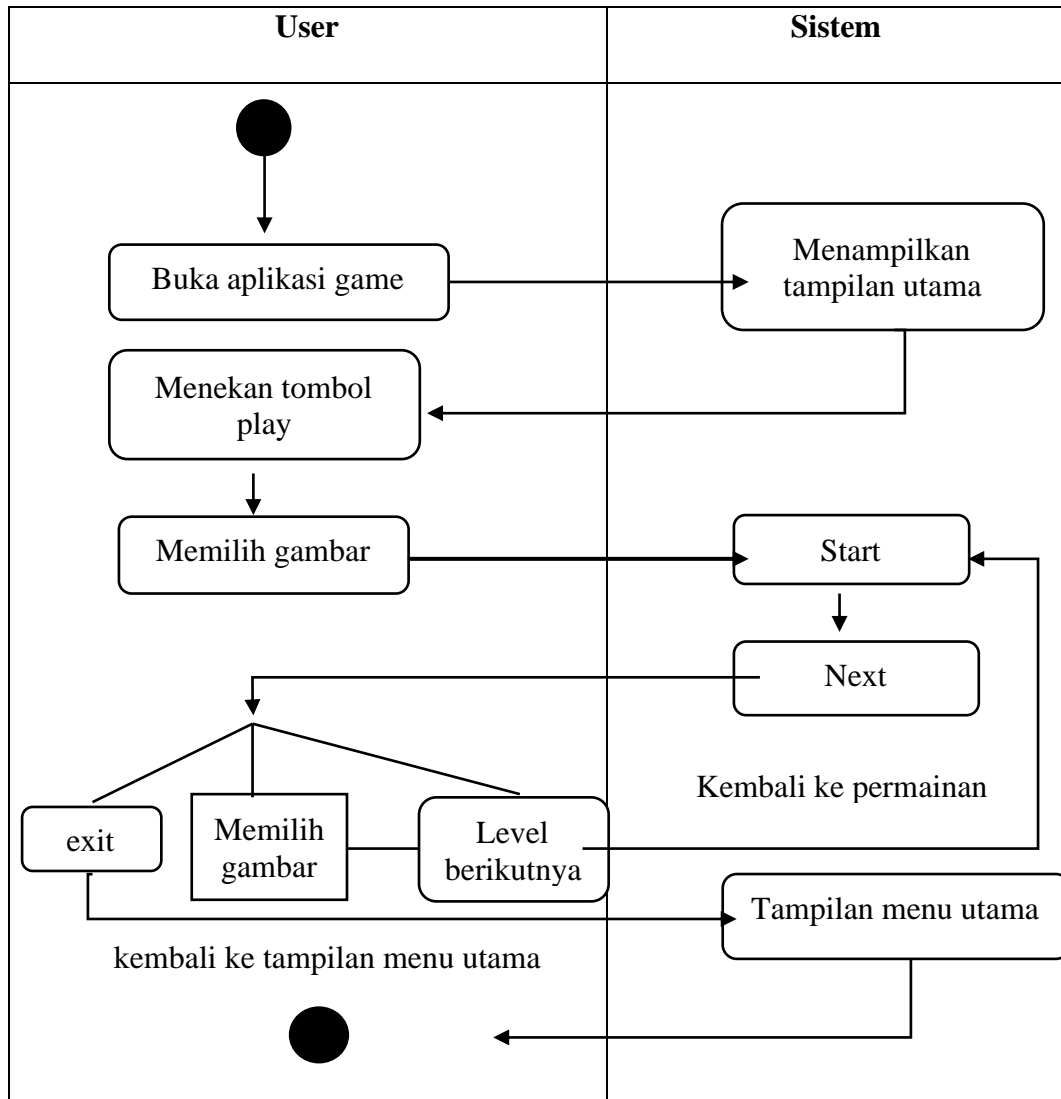 User
Sistem
Buka aplikasi game
Menampilkan
tampilan utama
Menekan tombol
play
Memilih gambar
Start
Next
Kembali ke permainan
exit
Memilih
gambar
Level
berikutnya
Tampilan menu utama
kembali ke tampilan menu utama